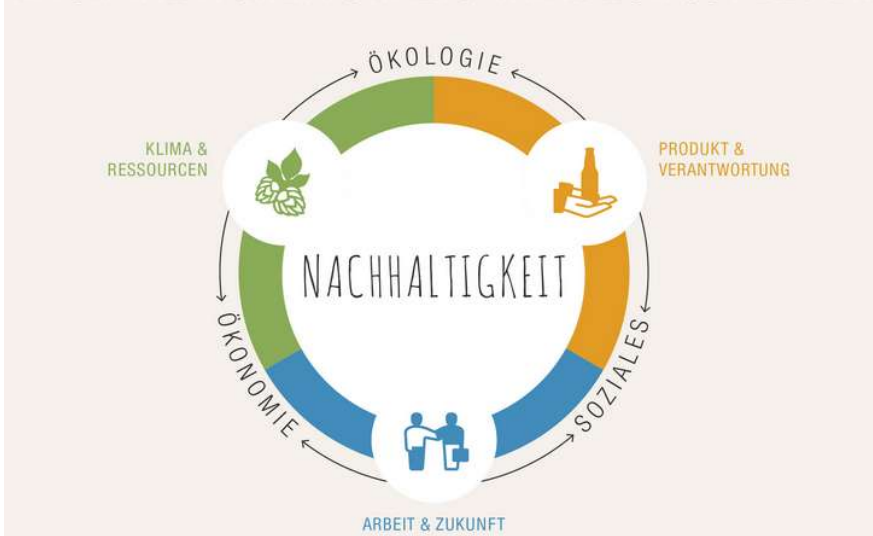 ÖKOLOGIE
KLIMA &
RESSOURCEN
PRODUKT &
VERANTWORTUNG
NACHHALTIGKEIT
ÖKONOMIE
SOZIALES
ARBEIT & ZUKUNFT